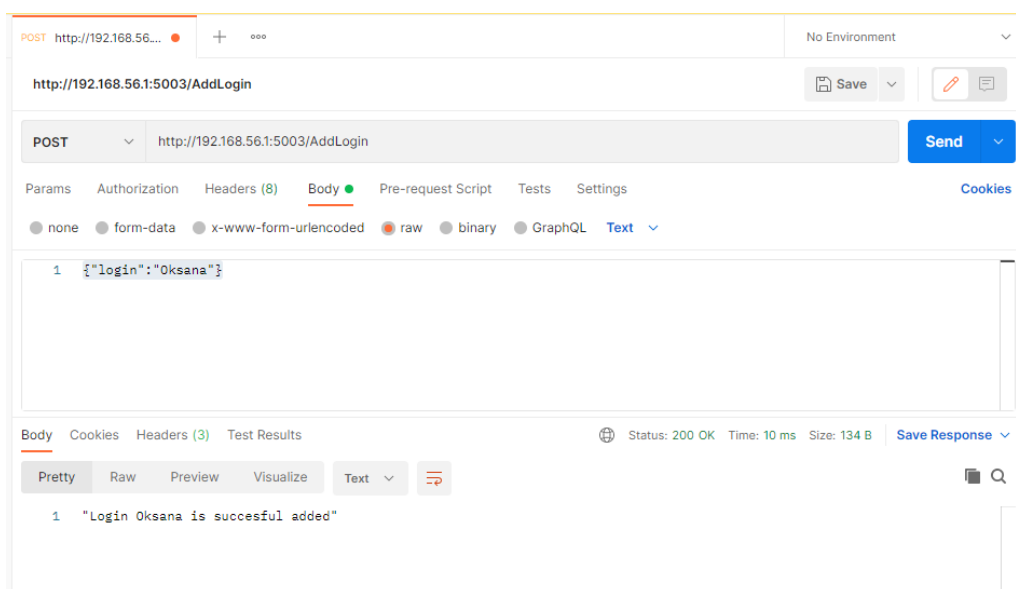 POST http://192.168.56.... No Environment
http://192.168.56.1:5003/AddLogin Save
POST http://192.168.56.1:5003/AddLogin Send
Params Authorization Headers (8) Body Pre-request Script Tests Settings Cookies
none form-data x-www-form-urlencoded raw binary GraphQL Text
1 {"login":"Oksana"}
Body Cookies Headers (3) Test Results Status: 200 OK Time: 10 ms Size: 134 B Save Response
Pretty Raw Preview Visualize Text
1 "Login Oksana is succesful added"